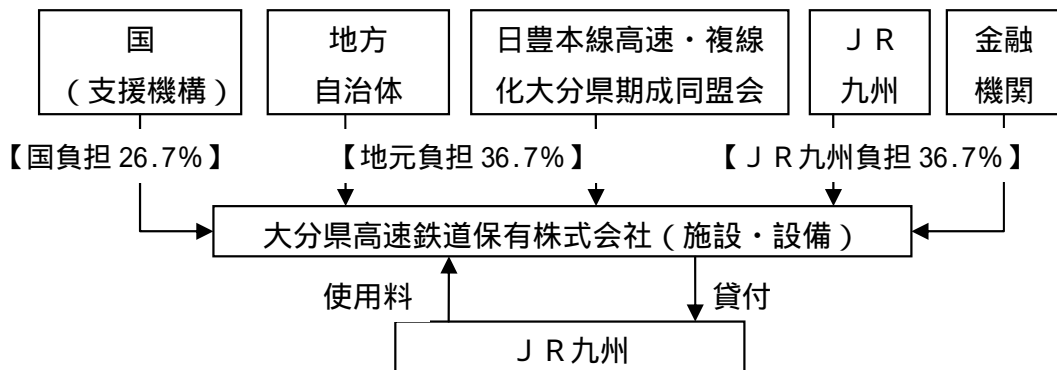 国
（支援機構）
地方
自治体
日豊本線高速・複線
化大分県期成同盟会
ＪＲ
九州
金融
機関
【国負担 26.7％】
【地元負担 36.7％】
【ＪＲ九州負担 36.7％】
大分県高速鉄道保有株式会社（施設・設備）
使用料
貸付
ＪＲ九州